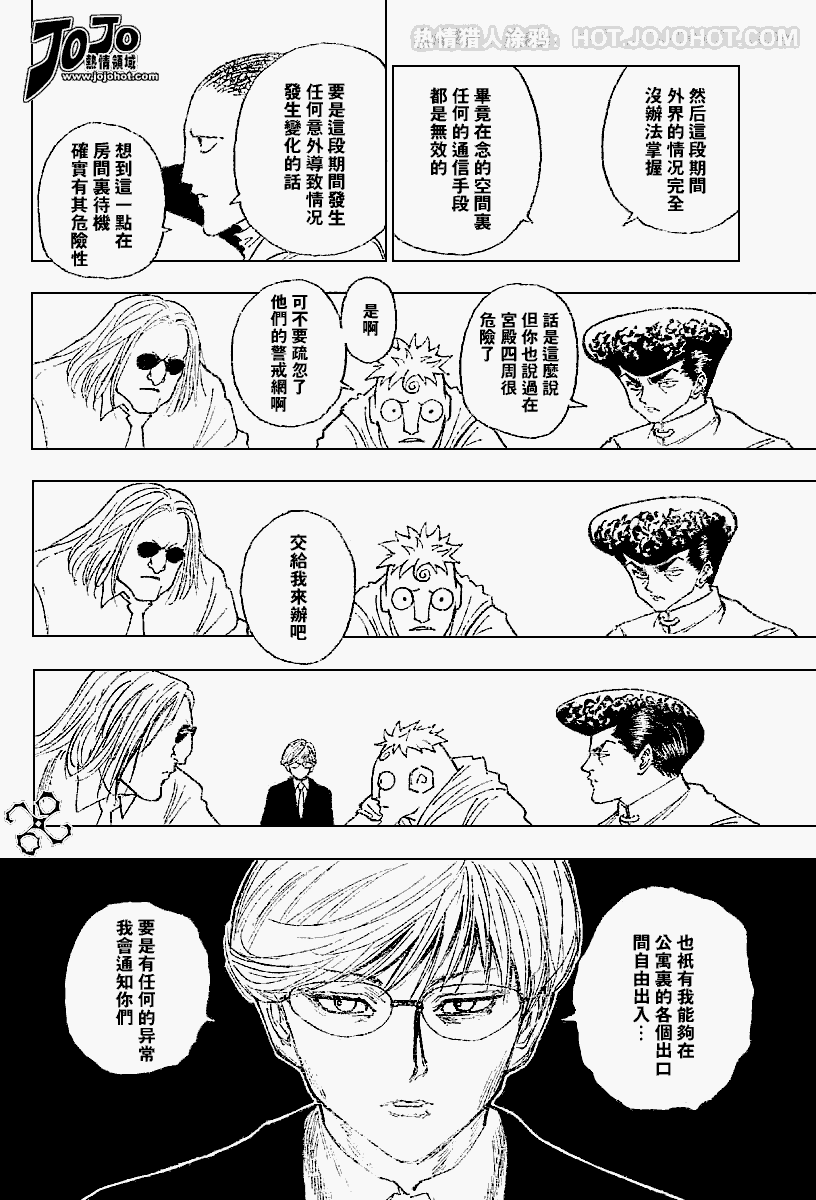 JOJO
熱情領域
www.jojohot.com
热情猎人涂鸦：HOT.JOJOHOT.COM
然后這段期間
外界的情况完全
沒辦法掌握
畢竟在念的空間裏
任何的通信手段
都是無效的
要是這段期間發生
任何意外導致情况
發生變化的話
想到這一點在
房間裏待機
確實有其危險性
話是這麼說
但你也說過在
宮殿四周很
危險了
是啊
可不要疏忽了
他們的警戒網啊
交給我來辦吧
也衹有我能夠在
公寓裏的各個出口
間自由出入…
要是有任何的异常
我會通知你們